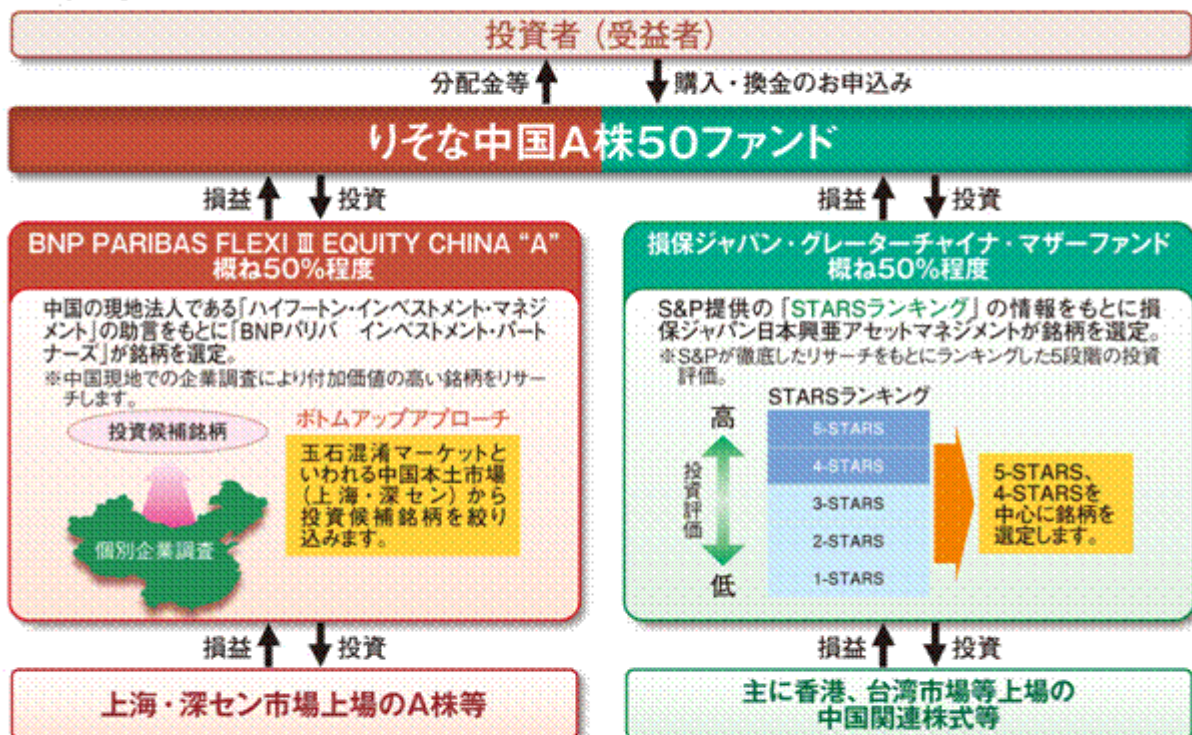 投資者（受益者）
分配金等
購入・換金のお申込み
りそな中国A株50ファンド
損益
投資
損益
投資
BNP PARIBAS FLEXI Ⅲ EQUITY CHINA “A”
概ね50%程度
中国の現地法人である「ハイフートン・インベストメント・マネジ
メント」の助言をもとに「BNPパリバ　インベストメント・パート
ナーズ」が銘柄を選定。
※中国現地での企業調査により付加価値の高い銘柄をリサー
チします。
投資候補銘柄
個別企業調査
ボトムアップアプローチ
玉石混淆マーケットと
いわれる中国本土市場
（上海・深セン）から
投資候補銘柄を絞り
込みます。
損保ジャパン・グレーターチャイナ・マザーファンド
概ね50%程度
S&P提供の「STARSランキング」の情報をもとに損
保ジャパン日本興亜アセットマネジメントが銘柄を選定。
※S&Pが徹底したリサーチをもとにランキングした5段階の投資
評価。
STARSランキング
高
投資評価
低
5-STARS
4-STARS
3-STARS
2-STARS
1-STARS
5-STARS、
4-STARSを
中心に銘柄を
選定します。
損益
投資
損益
投資
上海・深セン市場上場のA株等
主に香港、台湾市場等上場の
中国関連株式等